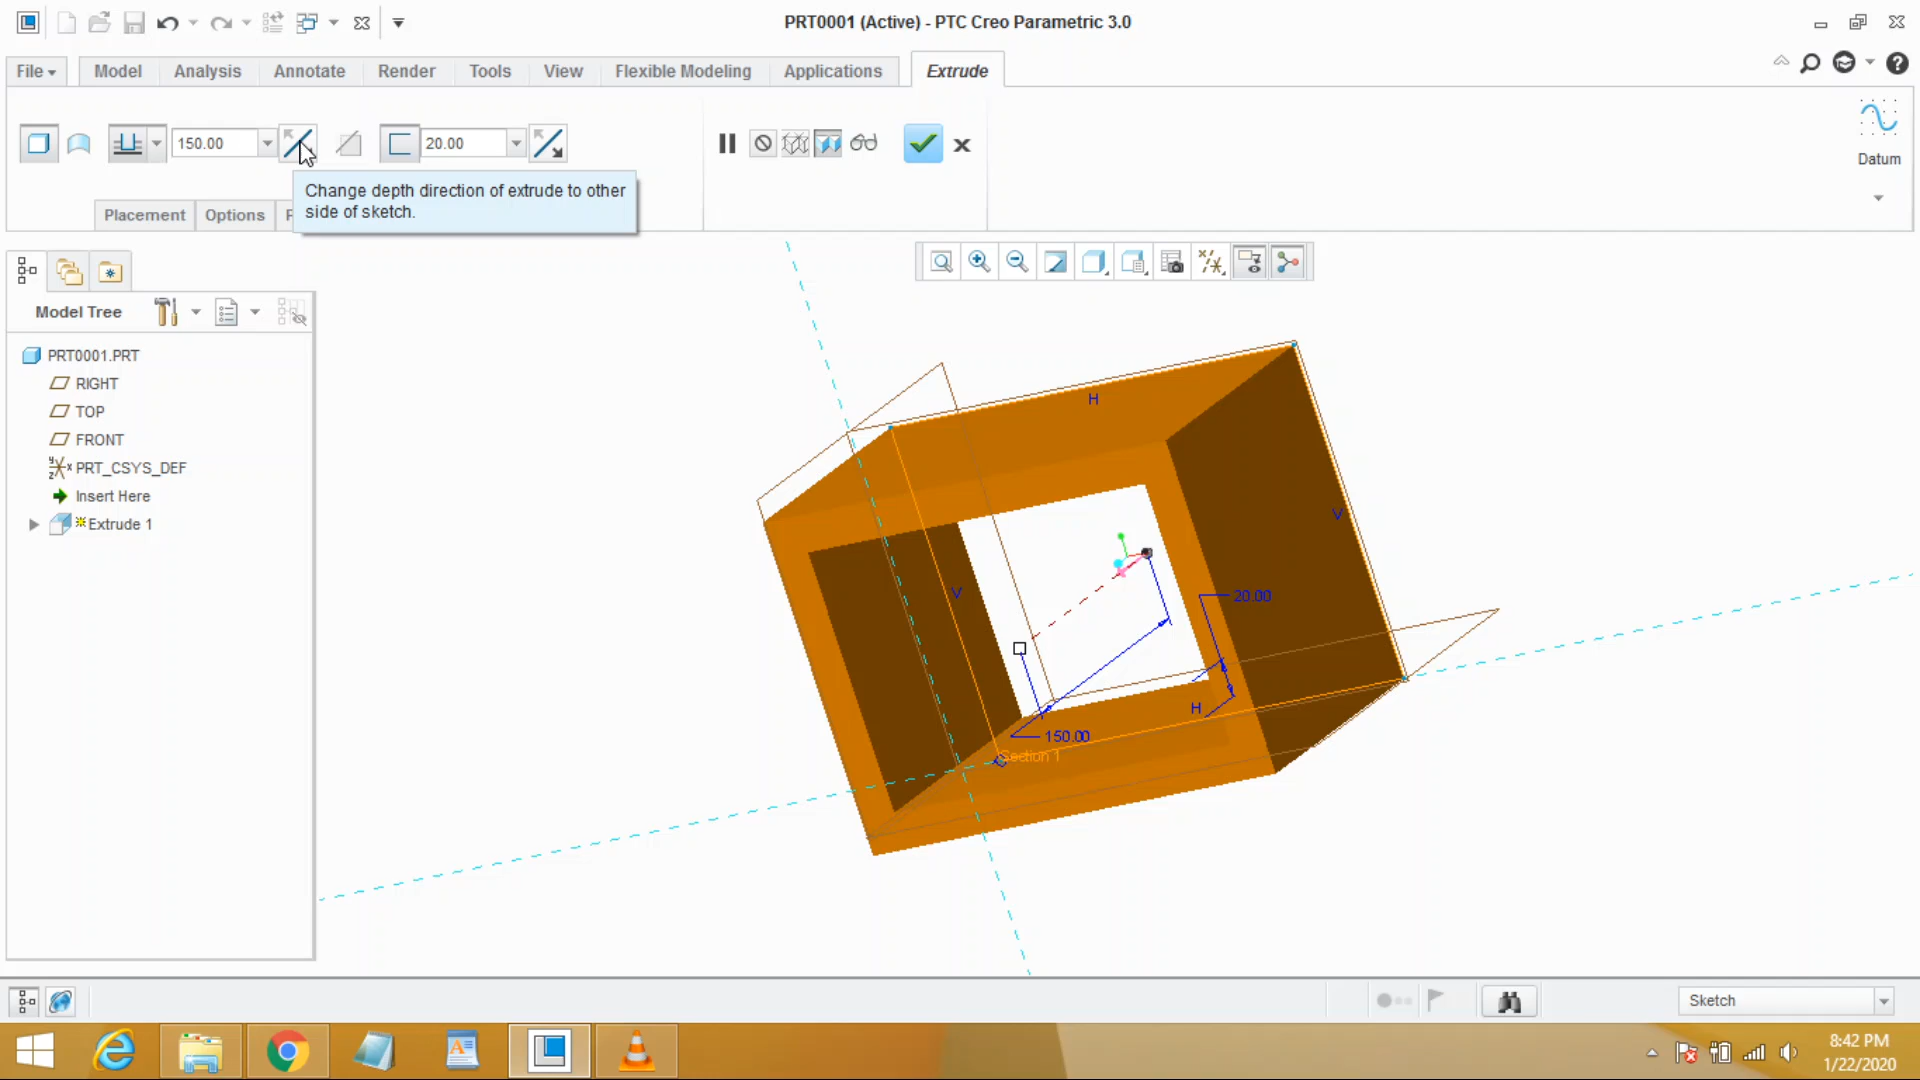 PRT0001 (Active) - PTC Creo Parametric 3.0
File Model Analysis Annotate Render Tools View Flexible Modeling Applications Extrude
150.00 20.00
Datum
Change depth direction of extrude to other
side of sketch.
Placement Options
Model Tree
PRT0001.PRT
RIGHT
TOP
FRONT
PRT_CSYS_DEF
Insert Here
Extrude 1
H
V
V
20.00
H
150.00
Section 1
Sketch
8:42 PM
1/22/2020